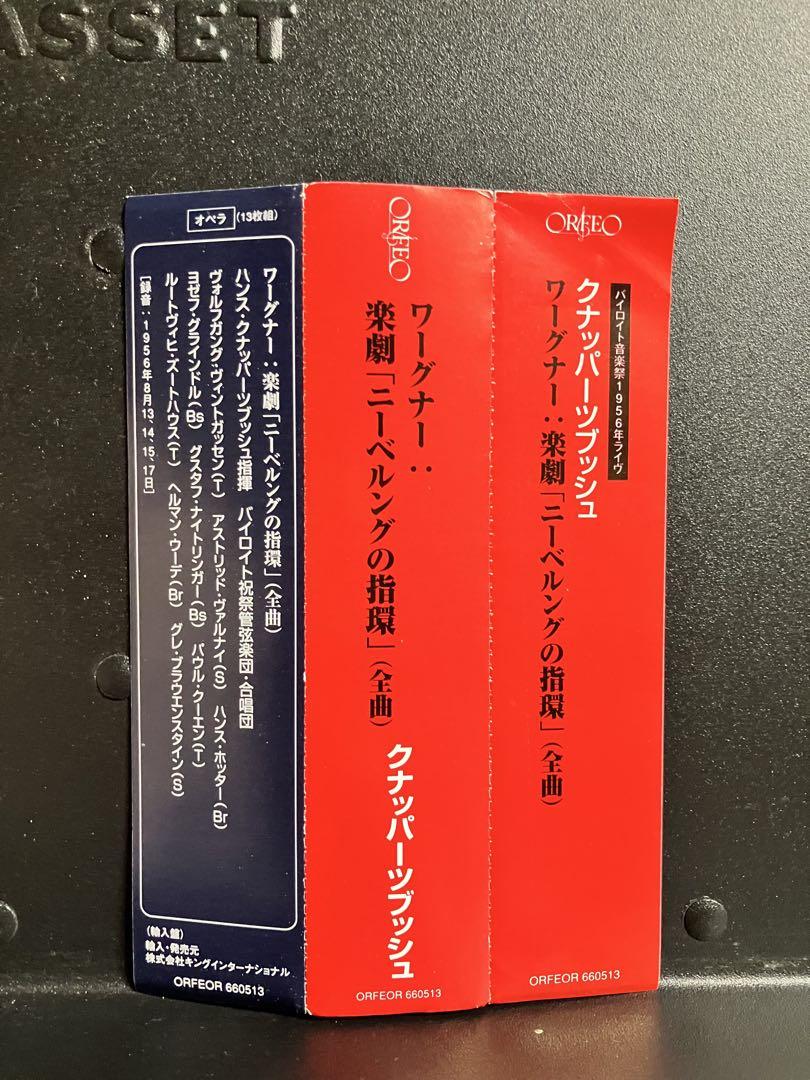 ASSET
オペラ (13枚組)
ワーグナー:楽劇「ニーベルングの指環」(全曲)
ハンス・クナッパーツブッシュ指揮 バイロイト祝祭管弦楽団・合唱団
ヴォルフガング・ヴィントガッセン(T) アストリッド・ヴァルナイ(S) ハンス・ホッター(Br)
ヨゼフ・グラインドル(Bs) グスタフ・ナイトリンガー(Bs) パウル・クーエン(T)
ルートヴィヒ・ズートハウス(T) ヘルマン・ウーデ(Br) グレ・ブラウエンスタイン(S)
[録音:1956年8月13、14、15、17日]
(輸入盤)
輸入・発売元
株式会社キングインターナショナル
ORFEOR 660513
ORFEO
ワーグナー:
楽劇「ニーベルングの指環」(全曲)
クナッパーツブッシュ
ORFEOR 660513
ORFEO
バイロイト音楽祭1956年ライヴ
クナッパーツブッシュ
ワーグナー:楽劇「ニーベルングの指環」(全曲)
ORFEOR 660513